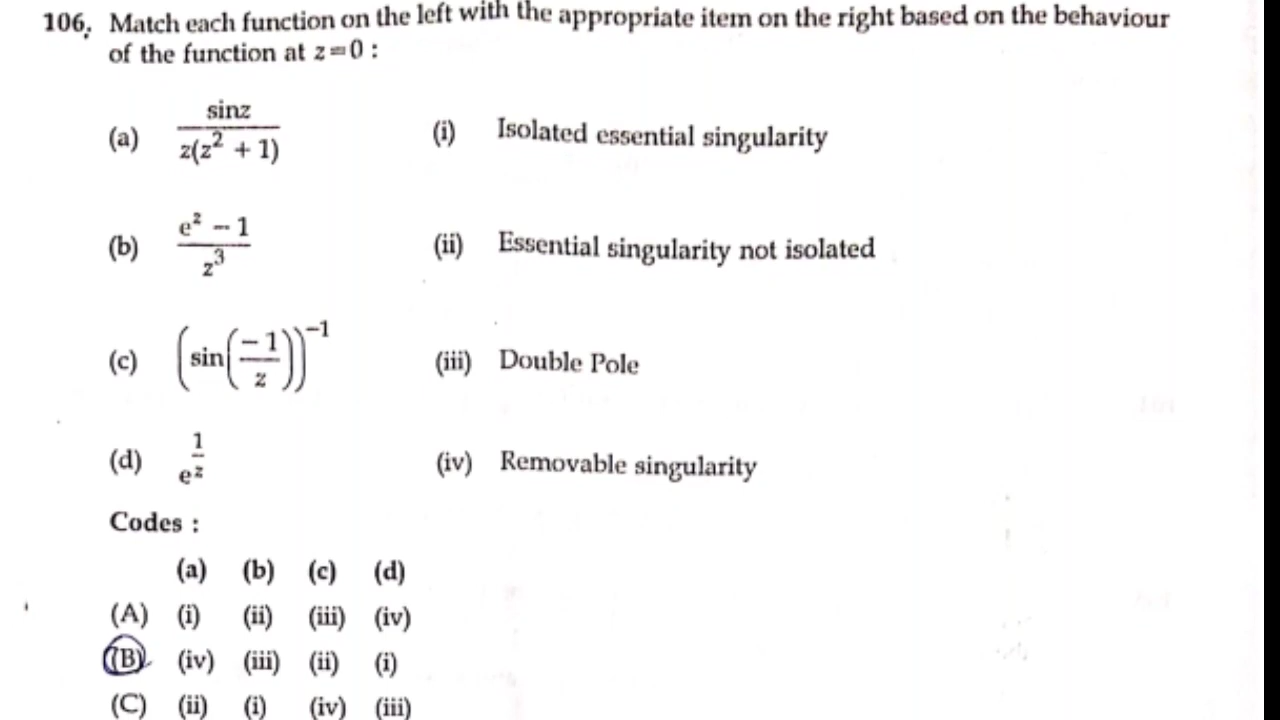 106. Match each function on the left with the appropriate item on the right based on the behaviour
of the function at z=0 :
(a) sinz / z(z² + 1) (i) Isolated essential singularity
(b) e^z − 1 / z³ (ii) Essential singularity not isolated
(c) (sin(−1/z))^−1 (iii) Double Pole
(d) e^(1/z) (iv) Removable singularity
Codes :
(a) (b) (c) (d)
(A) (i) (ii) (iii) (iv)
(B) (iv) (iii) (ii) (i)
(C) (ii) (i) (iv) (iii)